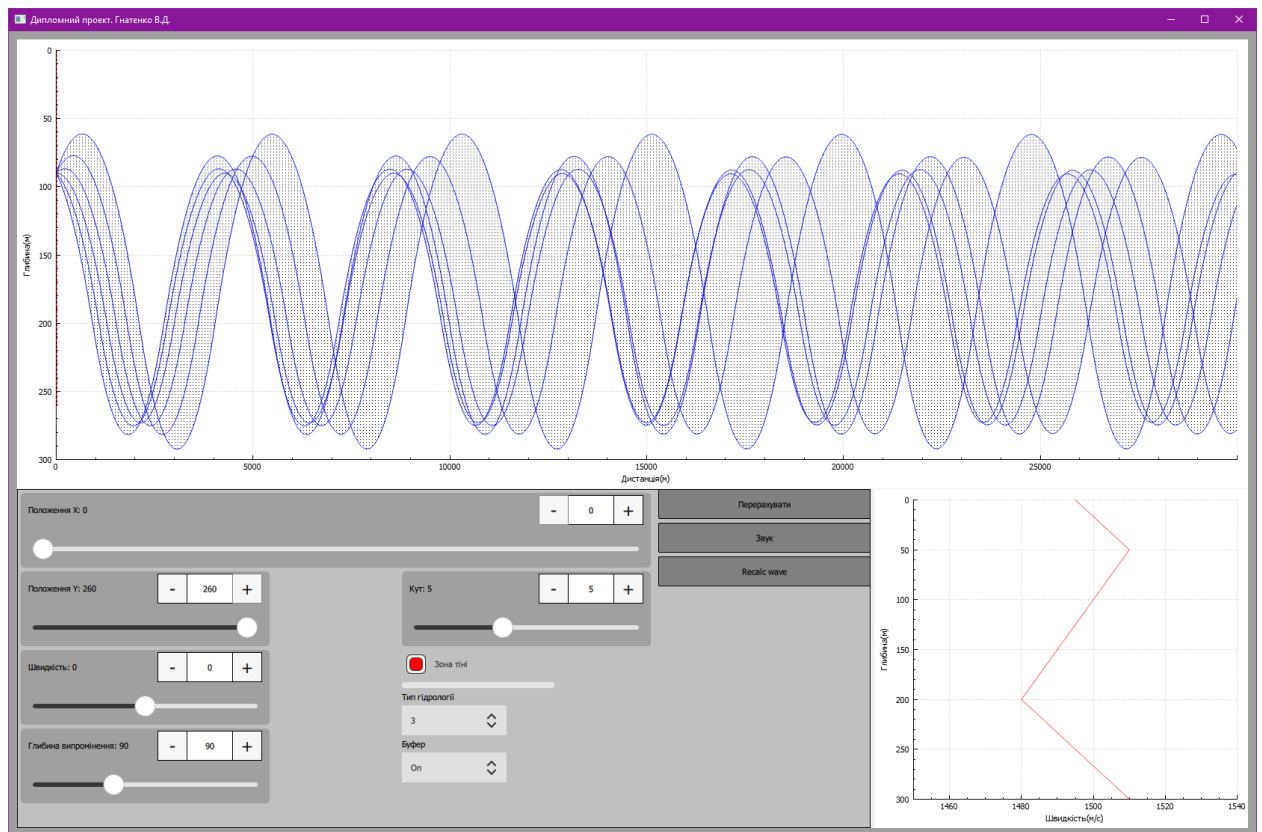 Дипломний проект. Гнатенко В.Д.
0
50
100
150
200
250
300
Глибина(м)
0
5000
10000
15000
20000
25000
Дистанція(м)
Положення X: 0
- 0 +
Положення Y: 260
- 260 +
Кут: 5
- 5 +
Швидкість: 0
- 0 +
Зона тіні
Тип гідрології
3
Глибина випромінення: 90
- 90 +
Буфер
On
Перерахувати
Звук
Recalc wave
0
50
100
150
200
250
300
Глибина(м)
1460
1480
1500
1520
1540
Швидкість(м/с)